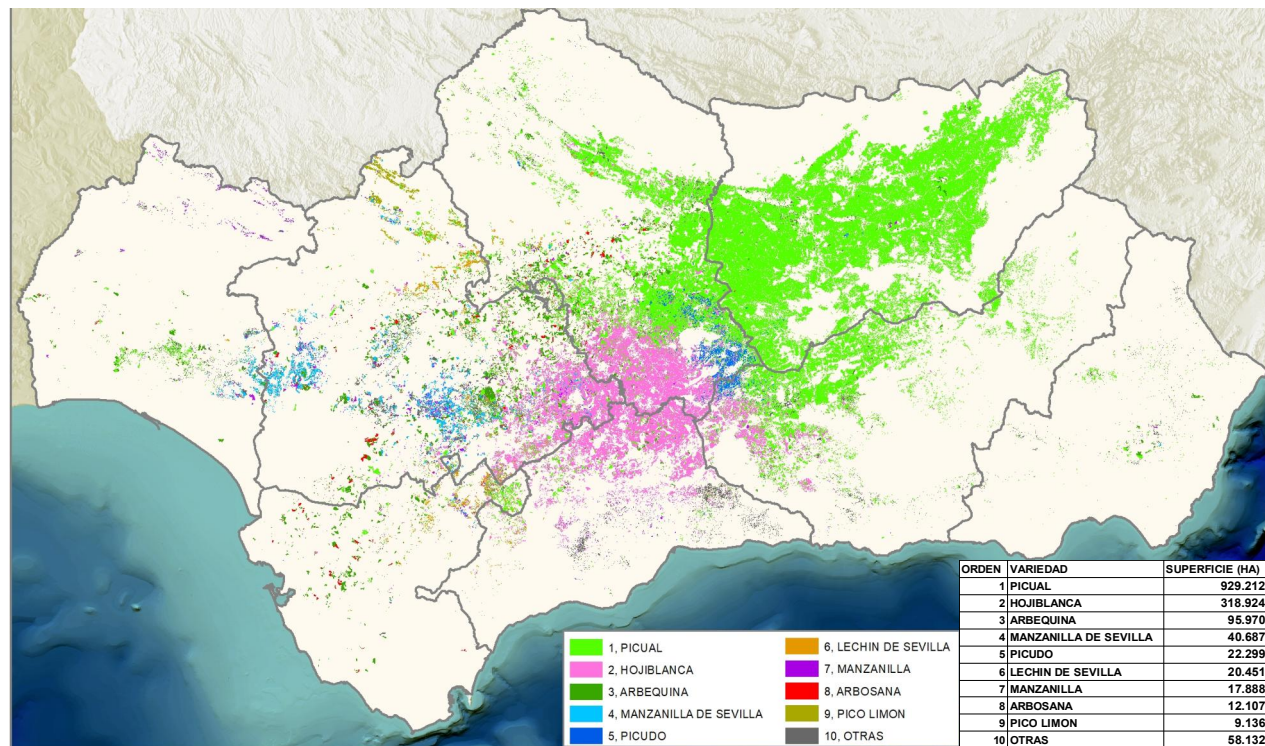 ORDEN VARIEDAD SUPERFICIE (HA)
1 PICUAL 929.212
2 HOJIBLANCA 318.924
3 ARBEQUINA 95.970
4 MANZANILLA DE SEVILLA 40.687
5 PICUDO 22.299
6 LECHIN DE SEVILLA 20.451
7 MANZANILLA 17.888
8 ARBOSANA 12.107
9 PICO LIMON 9.136
10 OTRAS 58.132
1, PICUAL
2, HOJIBLANCA
3, ARBEQUINA
4, MANZANILLA DE SEVILLA
5, PICUDO
6, LECHIN DE SEVILLA
7, MANZANILLA
8, ARBOSANA
9, PICO LIMON
10, OTRAS